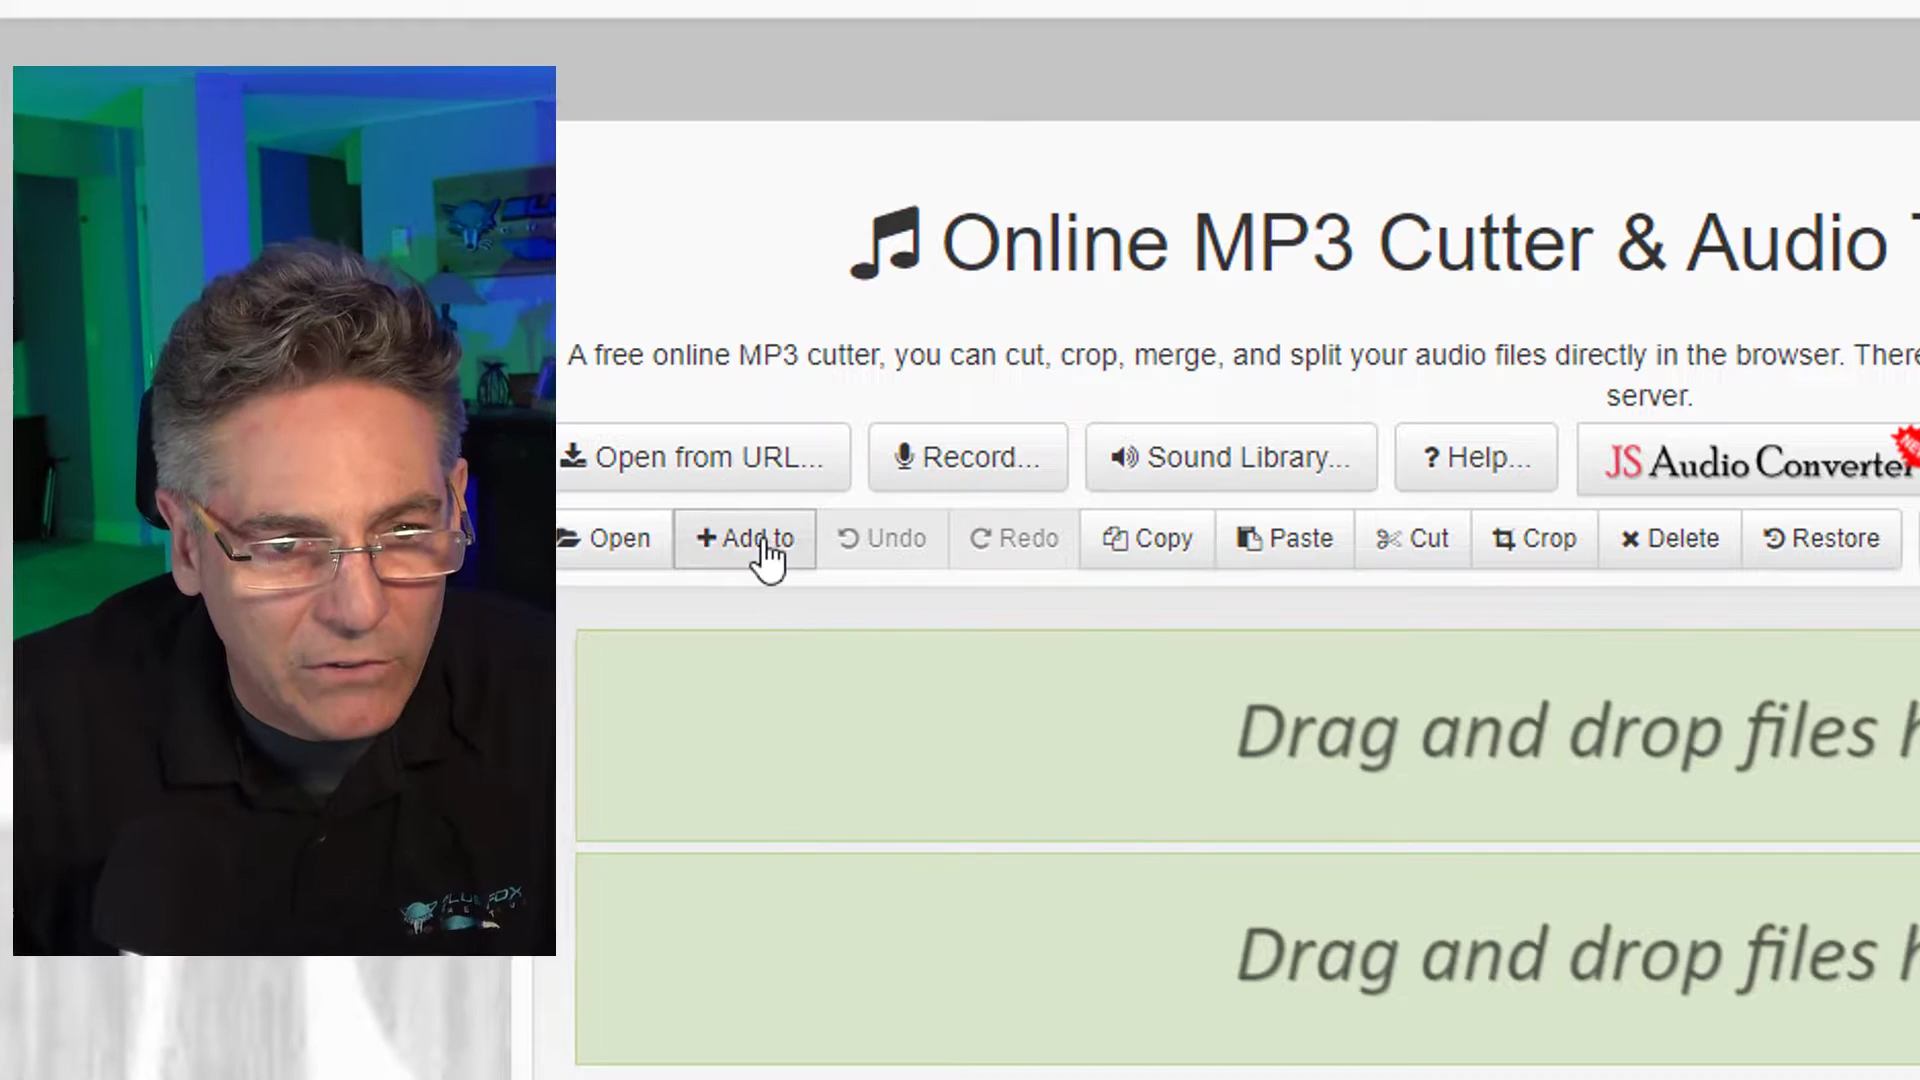 Online MP3 Cutter & Audio
A free online MP3 cutter, you can cut, crop, merge, and split your audio files directly in the browser. There
server.
Open from URL... Record... Sound Library... ? Help... JS Audio Converter
Open + Add to Undo Redo Copy Paste Cut Crop Delete Restore
Drag and drop files
Drag and drop files